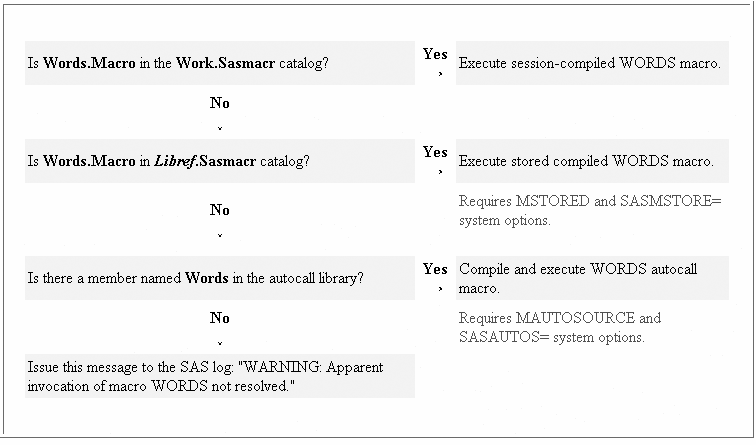 Is Words.Macro in the Work.Sasmacr catalog?
Yes
Execute session-compiled WORDS macro.
No
Is Words.Macro in Libref.Sasmacr catalog?
Yes
Execute stored compiled WORDS macro.
Requires MSTORED and SASMSTORE=
system options.
No
Is there a member named Words in the autocall library?
Yes
Compile and execute WORDS autocall
macro.
Requires MAUTOSOURCE and
SASAUTOS= system options.
No
Issue this message to the SAS log: "WARNING: Apparent
invocation of macro WORDS not resolved."